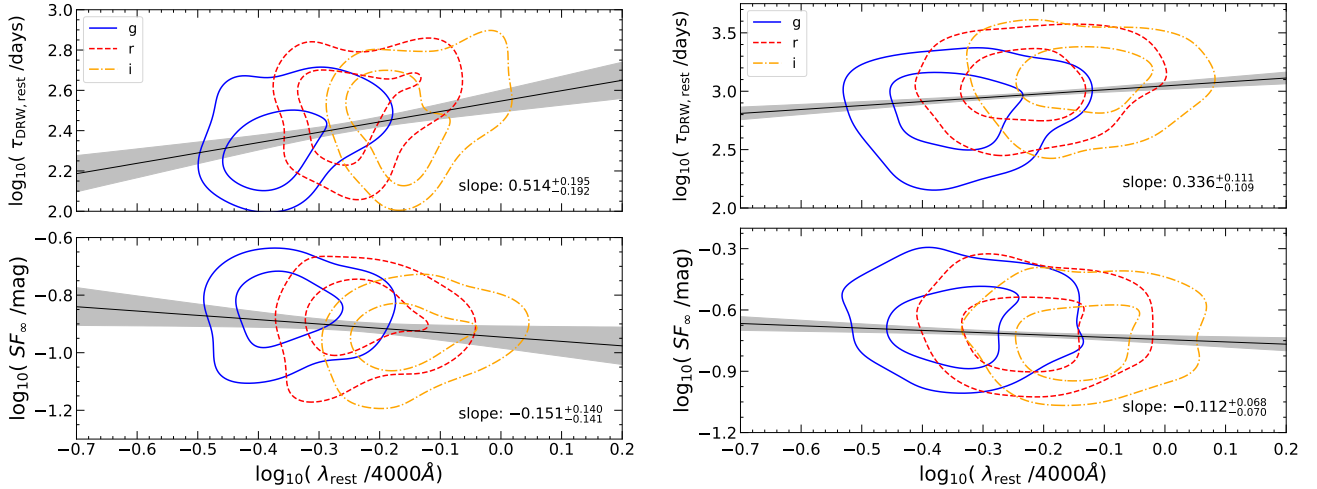 3.0
2.8
2.6
2.4
2.2
2.0
log₁₀( τ_DRW,rest /days)
g
r
i
slope: 0.514 +0.195 −0.192
−0.6
−0.8
−1.0
−1.2
log₁₀( SF∞ /mag)
slope: −0.151 +0.140 −0.141
−0.7 −0.6 −0.5 −0.4 −0.3 −0.2 −0.1 0.0 0.1 0.2
log₁₀( λ_rest /4000Å)
3.5
3.0
2.5
2.0
log₁₀( τ_DRW,rest /days)
g
r
i
slope: 0.336 +0.111 −0.109
−0.3
−0.6
−0.9
−1.2
log₁₀( SF∞ /mag)
slope: −0.112 +0.068 −0.070
−0.7 −0.6 −0.5 −0.4 −0.3 −0.2 −0.1 0.0 0.1 0.2
log₁₀( λ_rest /4000Å)